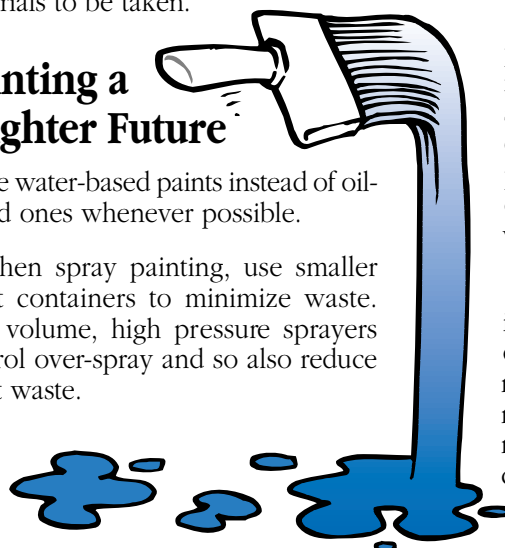 rials to be taken.
nting a
ghter Future
e water-based paints instead of oil-
d ones whenever possible.
hen spray painting, use smaller
t containers to minimize waste.
volume, high pressure sprayers
rol over-spray and so also reduce
t waste.